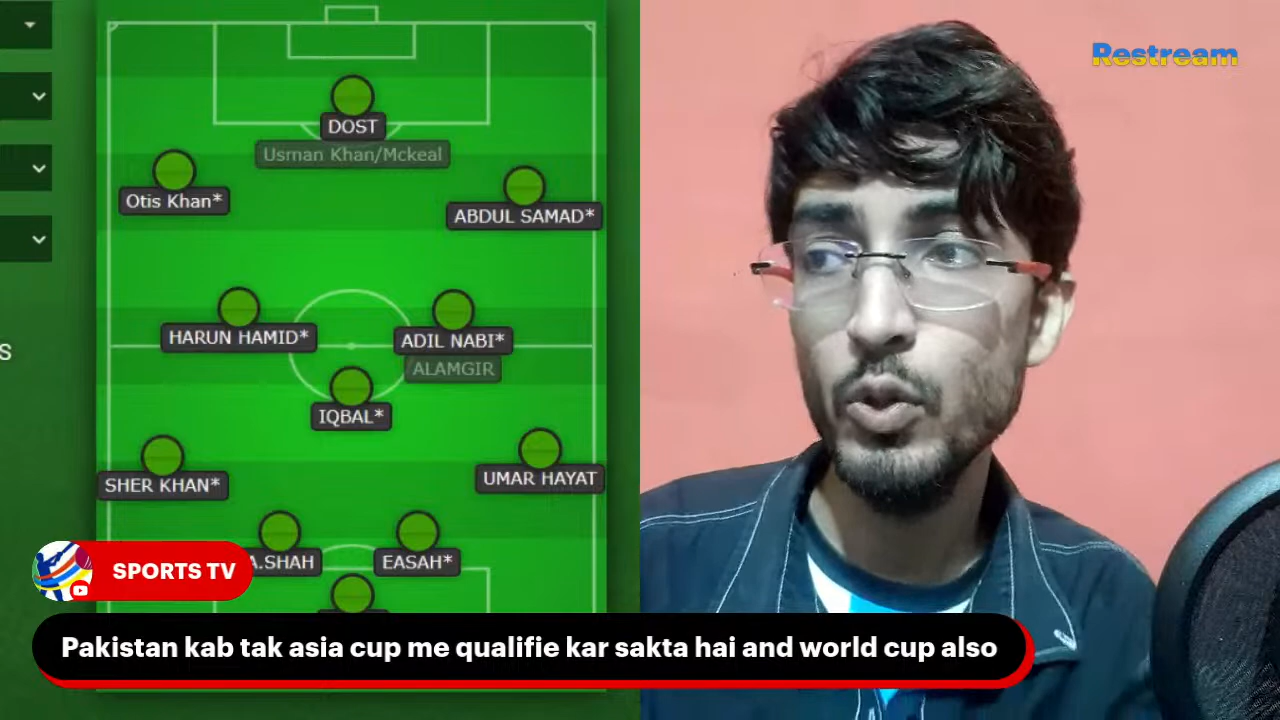 Restream
DOST
Usman Khan/Mckeal
Otis Khan*
ABDUL SAMAD*
HARUN HAMID*
ADIL NABI*
ALAMGIR
IQBAL*
S
SHER KHAN*
UMAR HAYAT
A.SHAH
EASAH*
SPORTS TV
Pakistan kab tak asia cup me qualifie kar sakta hai and world cup also